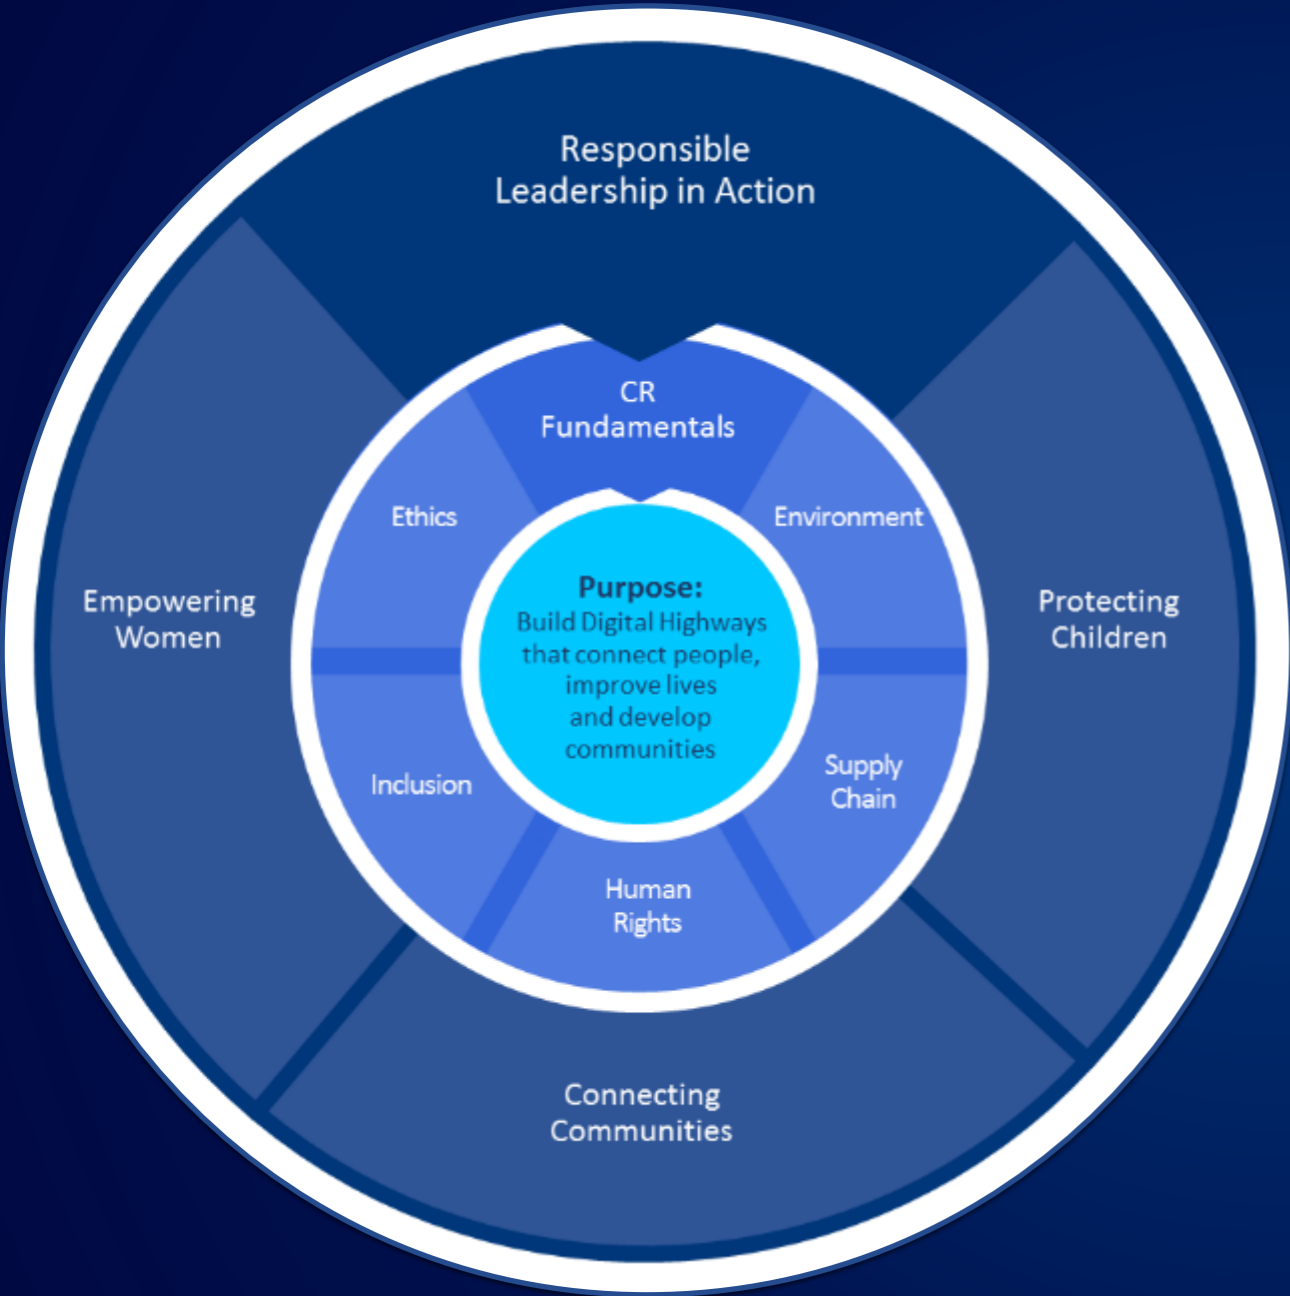 Responsible
Leadership in Action
CR
Fundamentals
Ethics
Environment
Purpose:
Build Digital Highways
that connect people,
improve lives
and develop
communities
Empowering
Women
Protecting
Children
Inclusion
Supply
Chain
Human
Rights
Connecting
Communities